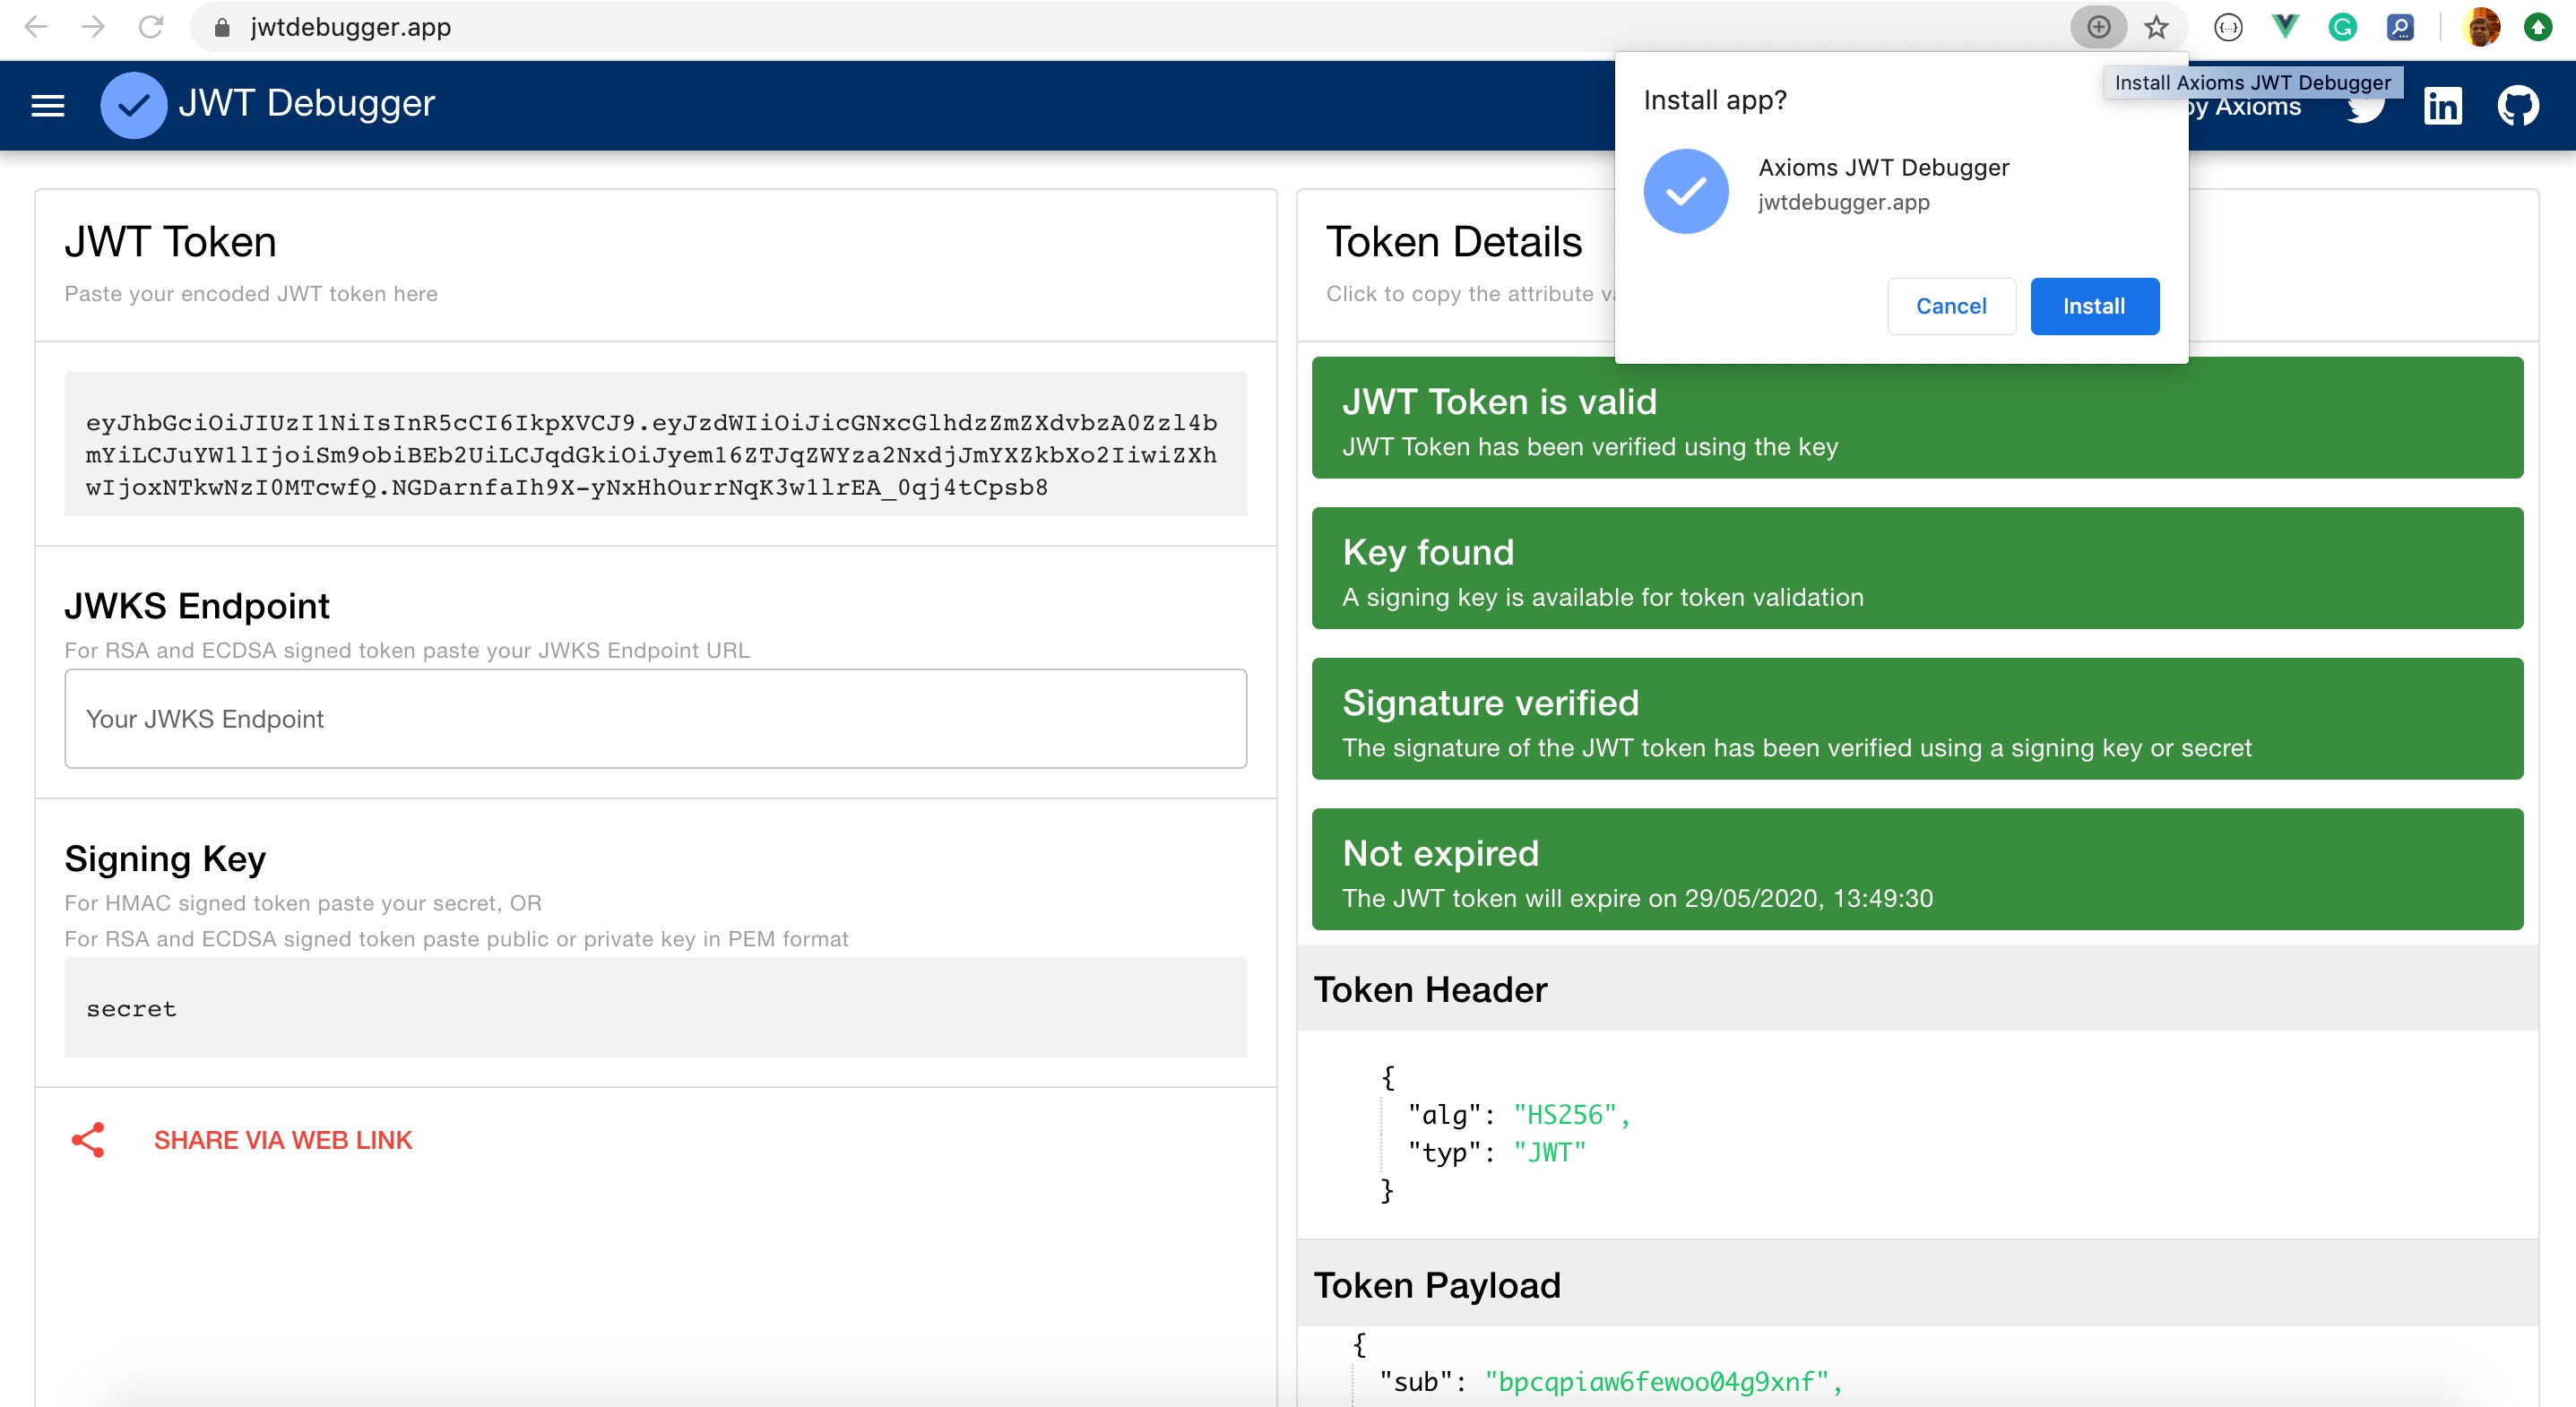 jwtdebugger.app
Install Axioms JWT Debugger
JWT Debugger
by Axioms
Install app?
Axioms JWT Debugger
jwtdebugger.app
Cancel
Install
JWT Token
Paste your encoded JWT token here
eyJhbGciOiJIUzI1NiIsInR5cCI6IkpXVCJ9.eyJzdWIiOiJicGNxcGlhdzZmZXdvbzA0Zzl4b
mYiLCJuYW1lIjoiSm9obiBEb2UiLCJqdGkiOiJyem16ZTJqZWYza2NxdjJmYXZkbXo2IiwiZXh
wIjoxNTkwNzI0MTcwfQ.NGDarnfaIh9X-yNxHhOurrNqK3w1lrEA_0qj4tCpsb8
JWKS Endpoint
For RSA and ECDSA signed token paste your JWKS Endpoint URL
Your JWKS Endpoint
Signing Key
For HMAC signed token paste your secret, OR
For RSA and ECDSA signed token paste public or private key in PEM format
secret
SHARE VIA WEB LINK
Token Details
Click to copy the attribute
JWT Token is valid
JWT Token has been verified using the key
Key found
A signing key is available for token validation
Signature verified
The signature of the JWT token has been verified using a signing key or secret
Not expired
The JWT token will expire on 29/05/2020, 13:49:30
Token Header
{
"alg": "HS256",
"typ": "JWT"
}
Token Payload
{
"sub": "bpcqpiaw6fewoo04g9xnf",